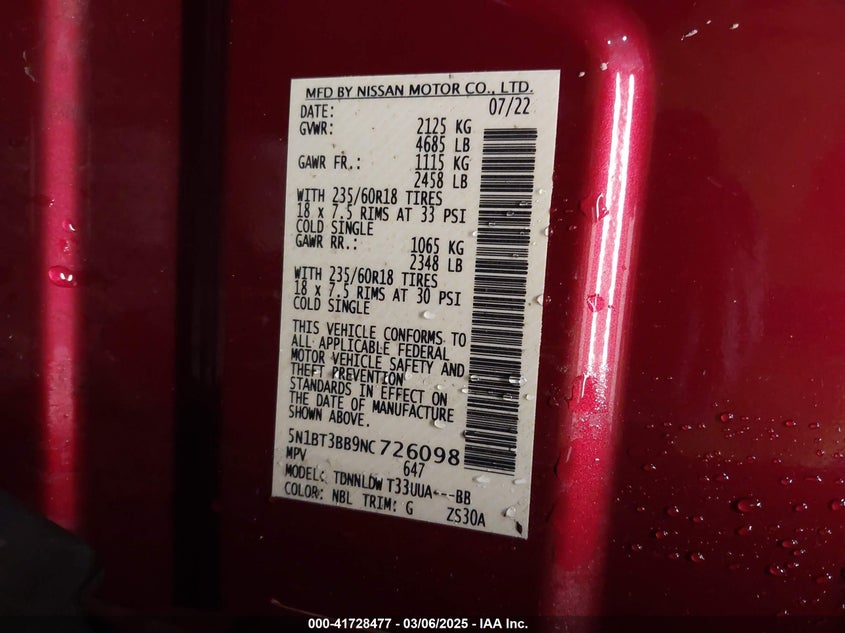 MFD BY NISSAN MOTOR CO., LTD.
DATE: 07/22
GVWR: 2125 KG
4685 LB
GAWR FR.: 1115 KG
2458 LB
WITH 235/60R18 TIRES
18 x 7.5 RIMS AT 33 PSI
COLD SINGLE
GAWR RR.: 1065 KG
2348 LB
WITH 235/60R18 TIRES
18 x 7.5 RIMS AT 30 PSI
COLD SINGLE
THIS VEHICLE CONFORMS TO
ALL APPLICABLE FEDERAL
MOTOR VEHICLE SAFETY AND
THEFT PREVENTION
STANDARDS IN EFFECT ON
THE DATE OF MANUFACTURE
SHOWN ABOVE.
5N1BT3BB9NC726098
MPV 647
MODEL: TDNNLDW T33UUA---BB
COLOR: NBL TRIM: G ZS30A
000-41728477 - 03/06/2025 - IAA Inc.